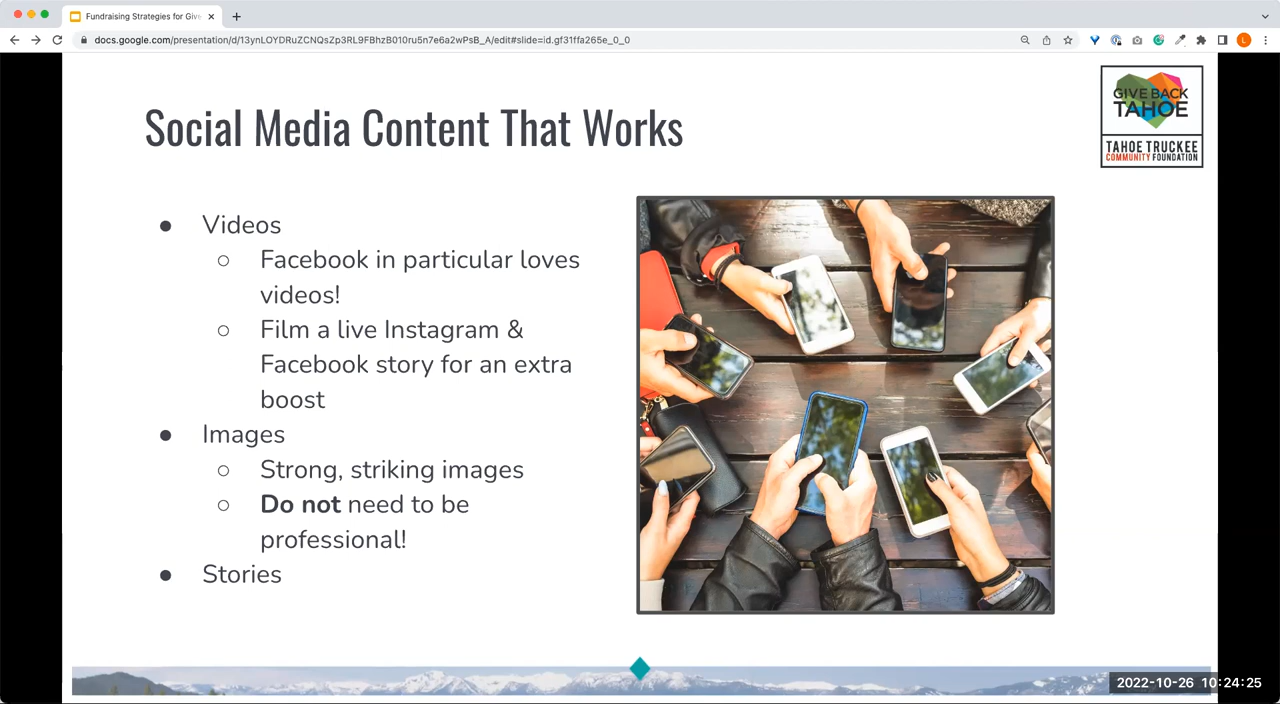 Fundraising Strategies for Give
docs.google.com/presentation/d/13ynLOYDRuZCNQsZp3RL9FBhzB010ru5n7e6a2wPsB_A/edit#slide=id.gf31ffa265e_0_0
L
GIVE BACK
TAHOE
TAHOE TRUCKEE
COMMUNITY FOUNDATION
Social Media Content That Works
● Videos
○ Facebook in particular loves
videos!
○ Film a live Instagram &
Facebook story for an extra
boost
● Images
○ Strong, striking images
○ Do not need to be
professional!
● Stories
2022-10-26 10:24:25